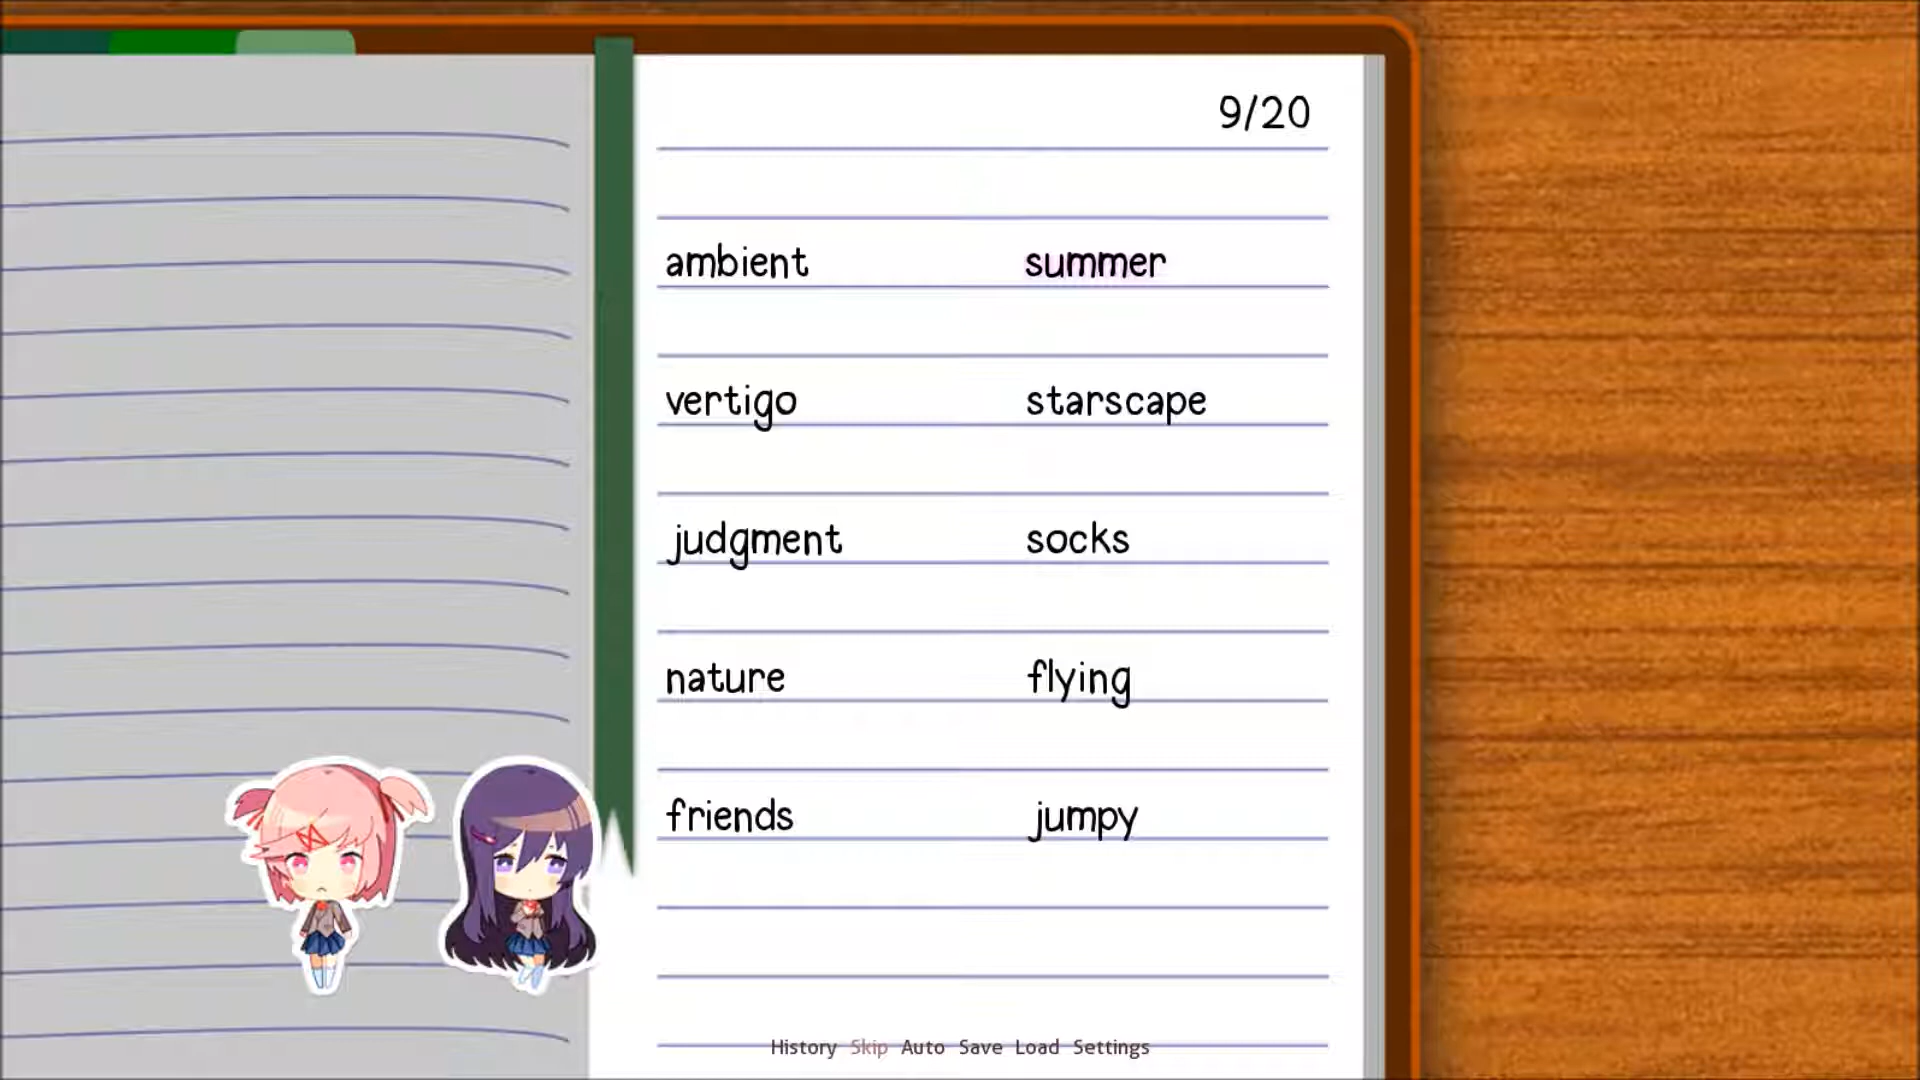 9/20
ambient summer
vertigo starscape
judgment socks
nature flying
friends jumpy
History Skip Auto Save Load Settings